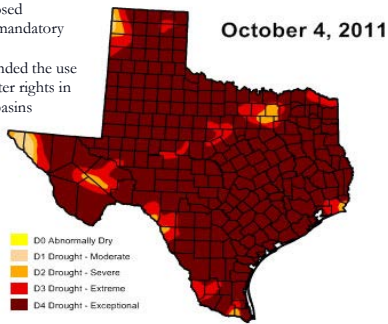 osed
mandatory
nded the use
ter rights in
basins
October 4, 2011
D0 Abnormally Dry
D1 Drought - Moderate
D2 Drought - Severe
D3 Drought - Extreme
D4 Drought - Exceptional